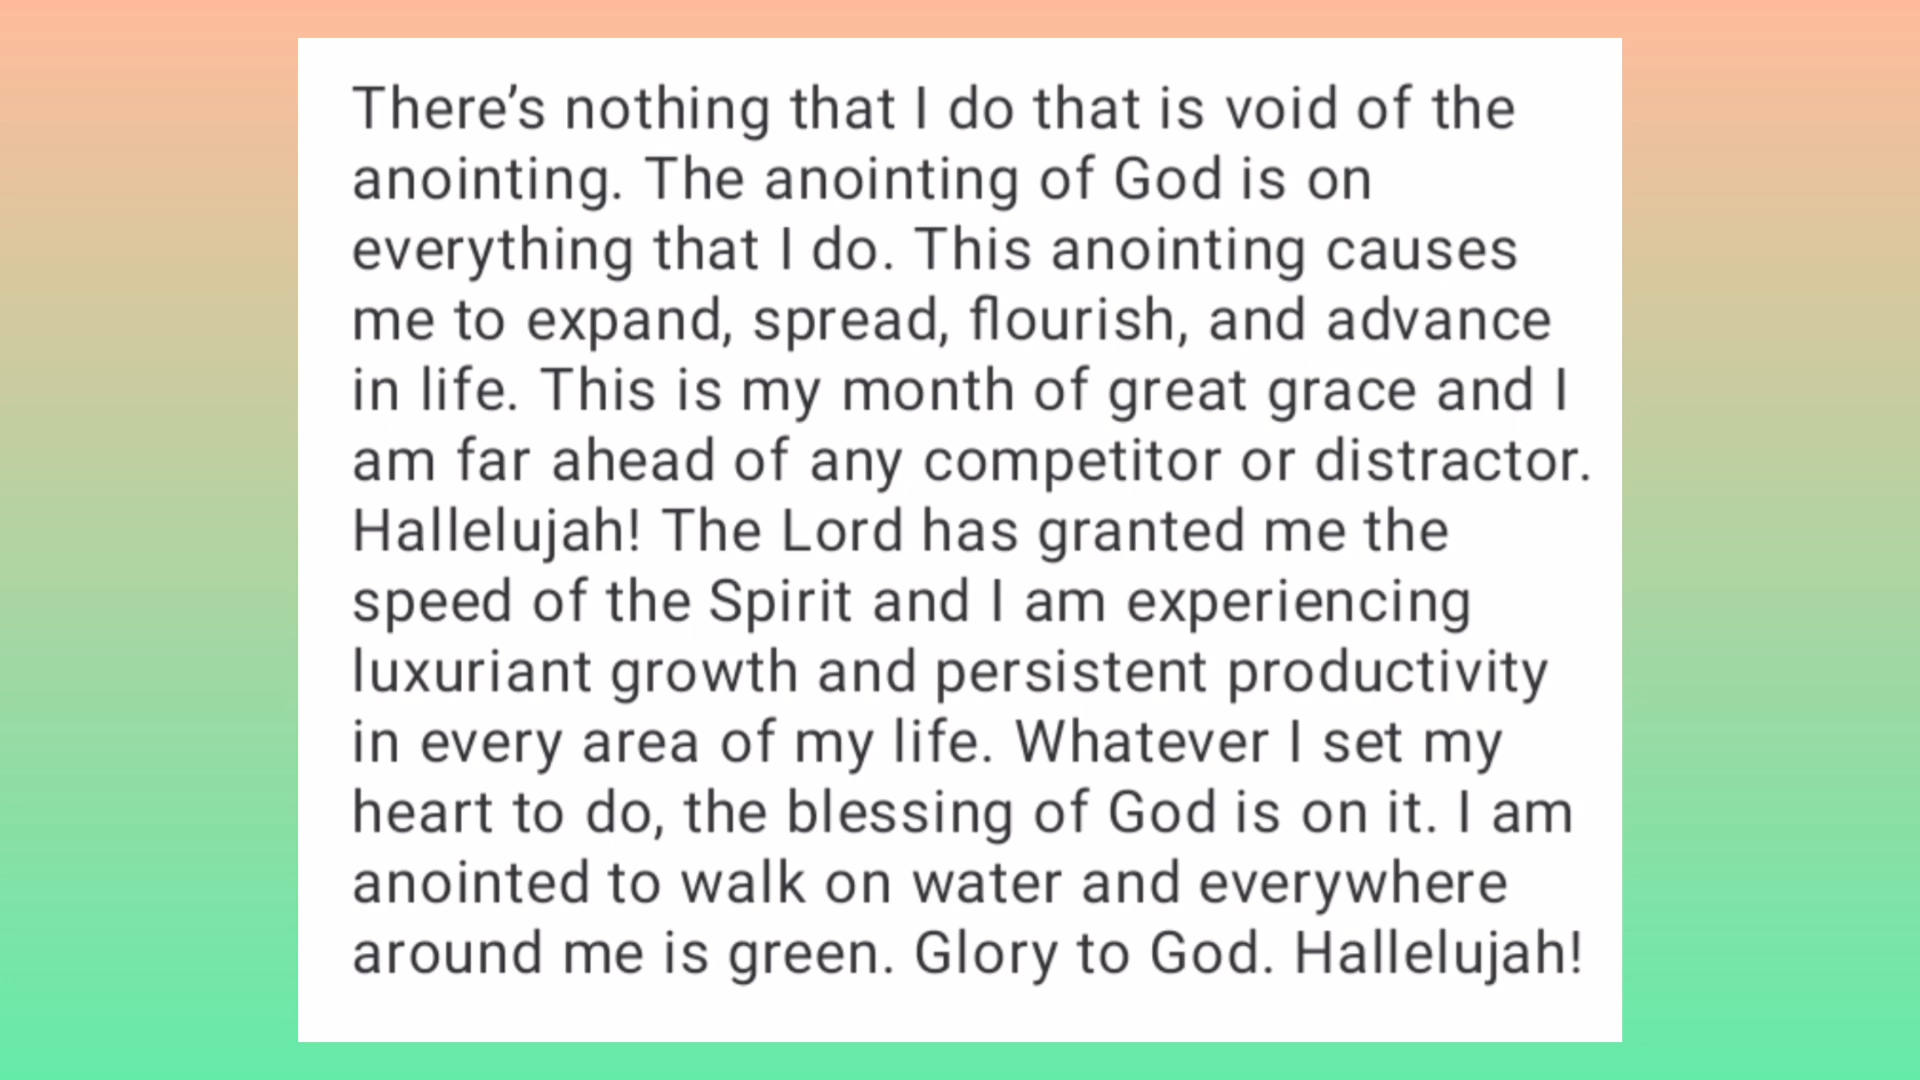 There’s nothing that I do that is void of the
anointing. The anointing of God is on
everything that I do. This anointing causes
me to expand, spread, flourish, and advance
in life. This is my month of great grace and I
am far ahead of any competitor or distractor.
Hallelujah! The Lord has granted me the
speed of the Spirit and I am experiencing
luxuriant growth and persistent productivity
in every area of my life. Whatever I set my
heart to do, the blessing of God is on it. I am
anointed to walk on water and everywhere
around me is green. Glory to God. Hallelujah!